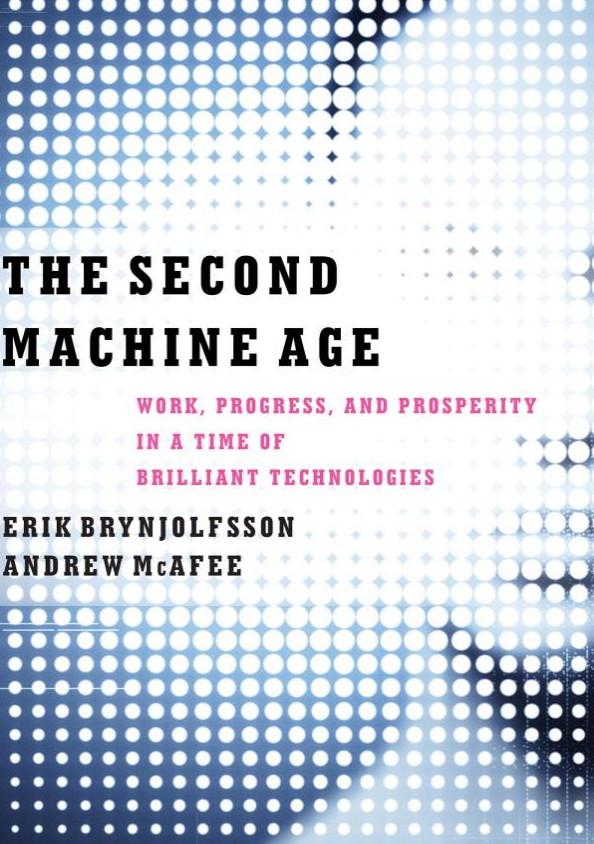 THE SECOND
MACHINE AGE
WORK, PROGRESS, AND PROSPERITY
IN A TIME OF
BRILLIANT TECHNOLOGIES
ERIK BRYNJOLFSSON
ANDREW McAFEE